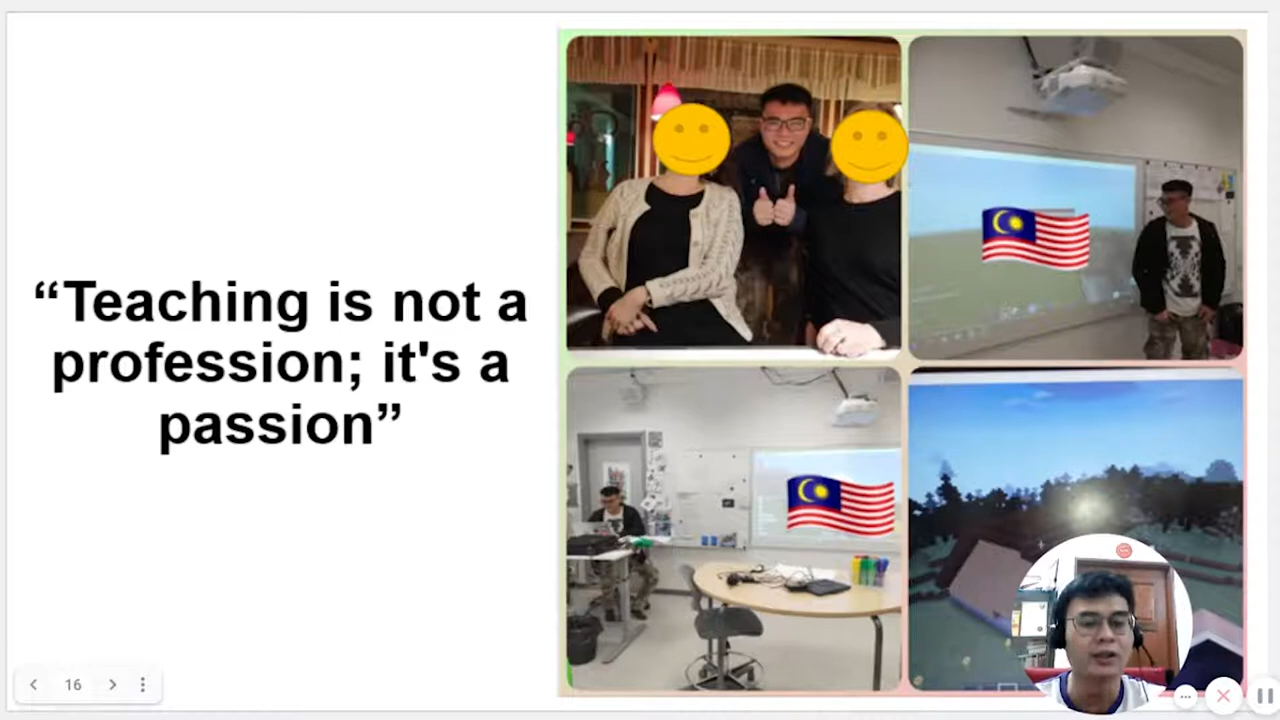 “Teaching is not a
profession; it's a
passion”
16